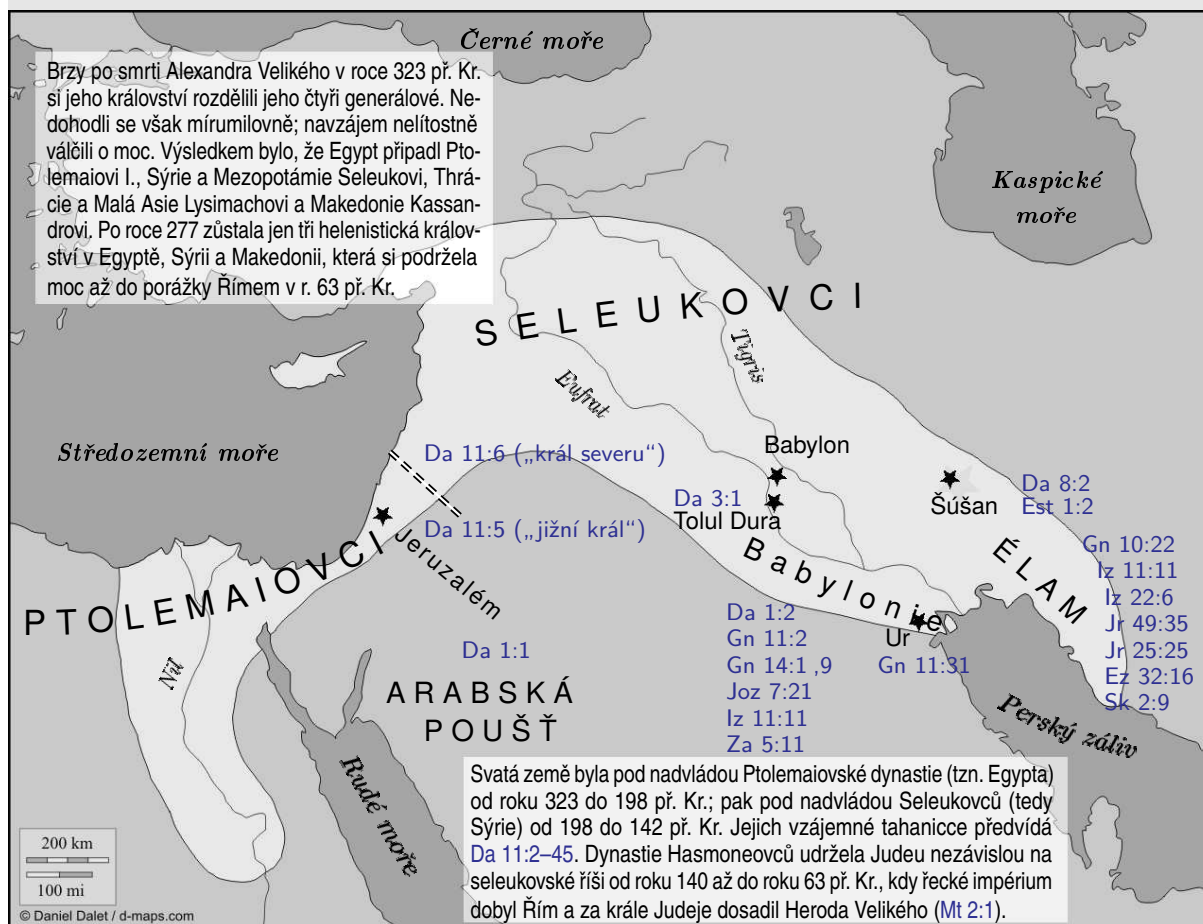 Černé moře
Brzy po smrti Alexandra Velikého v roce 323 př. Kr.
si jeho království rozdělili jeho čtyři generálové. Ne-
dohodli se však mírumilovně; navzájem nelítostně
válčili o moc. Výsledkem bylo, že Egypt připadl Pto-
lemaiovi I., Sýrie a Mezopotámie Seleukovi, Thrá-
cie a Malá Asie Lysimachovi a Makedonie Kassan-
drovi. Po roce 277 zůstala jen tři helenistická králov-
ství v Egyptě, Sýrii a Makedonii, která si podržela
moc až do porážky Římem v r. 63 př. Kr.
Kaspické
moře
SELEUKOVCI
Tigris
Eufrat
Středozemní moře
Da 11:6 („král severu“)
Babylon
Da 3:1
Tolul Dura
Šúšan
Da 8:2
Est 1:2
Da 11:5 („jižní král“)
Jeruzalém
PTOLEMAIOVCI
Nil
Babylonie
ÉLAM
Gn 10:22
Iz 11:11
Iz 22:6
Jr 49:35
Jr 25:25
Ez 32:16
Sk 2:9
Da 1:2
Gn 11:2
Gn 14:1 ,9
Joz 7:21
Iz 11:11
Za 5:11
Ur
Gn 11:31
Da 1:1
ARABSKÁ
POUŠŤ
Rudé moře
Perský záliv
Svatá země byla pod nadvládou Ptolemaiovské dynastie (tzn. Egypta)
od roku 323 do 198 př. Kr.; pak pod nadvládou Seleukovců (tedy
Sýrie) od 198 do 142 př. Kr. Jejich vzájemné tahanicce předvídá
Da 11:2–45. Dynastie Hasmoneovců udržela Judeu nezávislou na
seleukovské říši od roku 140 až do roku 63 př. Kr., kdy řecké impérium
dobyl Řím a za krále Judeje dosadil Heroda Velikého (Mt 2:1).
200 km
100 mi
© Daniel Dalet / d-maps.com